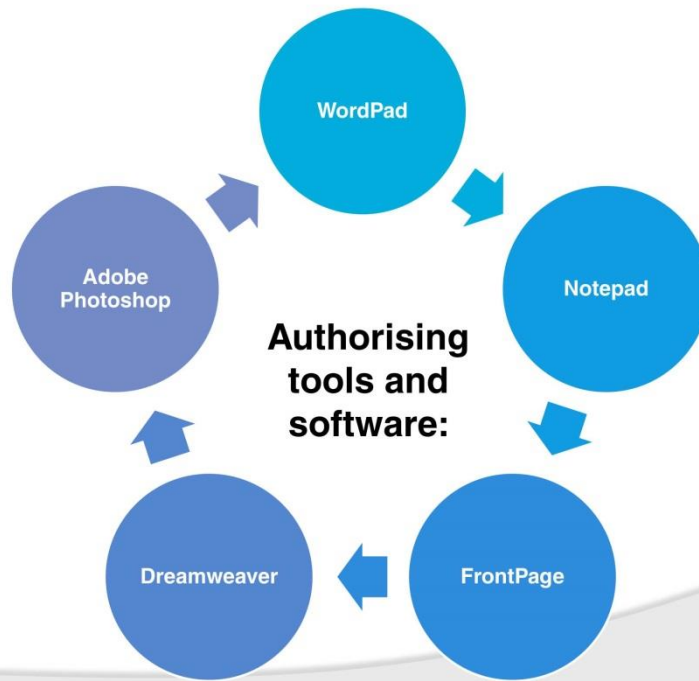 WordPad
Notepad
FrontPage
Dreamweaver
Adobe
Photoshop
Authorising
tools and
software: